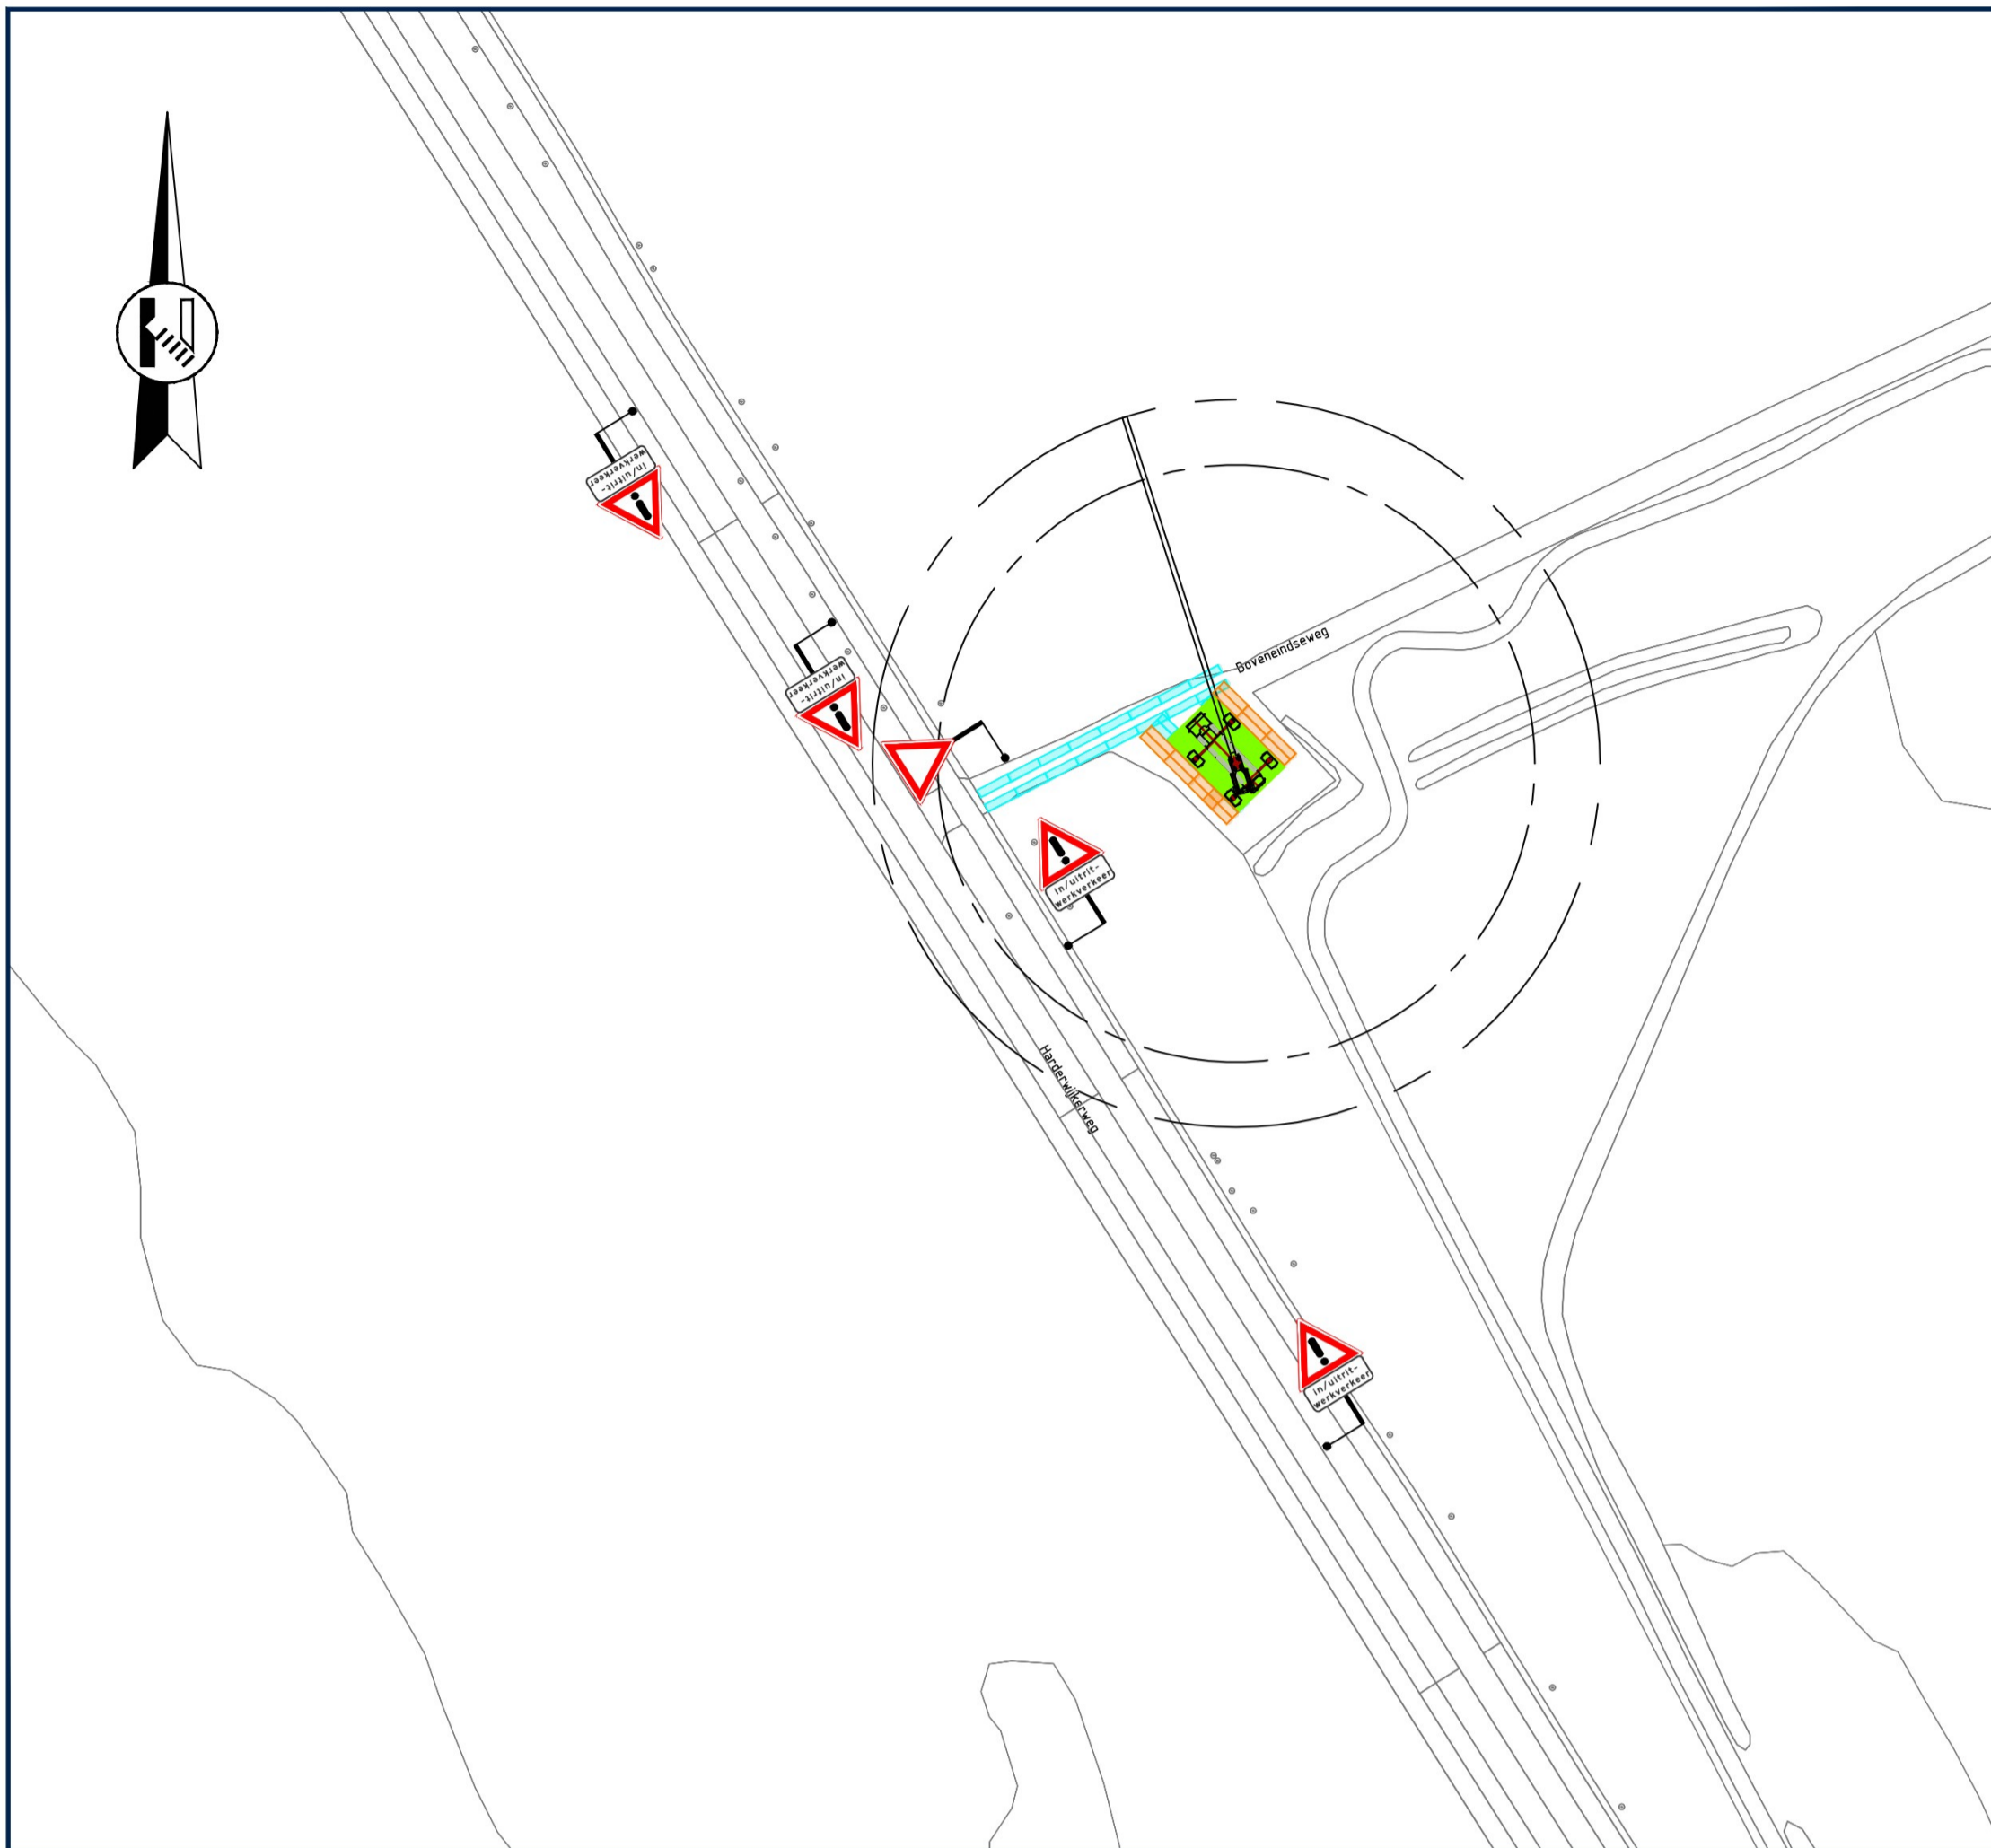 in/uitrit-
werkverkeer
Boveneindseweg
in/uitrit-
werkverkeer
in/uitrit-
werkverkeer
Harderwijkerweg
in/uitrit-
werkverkeer